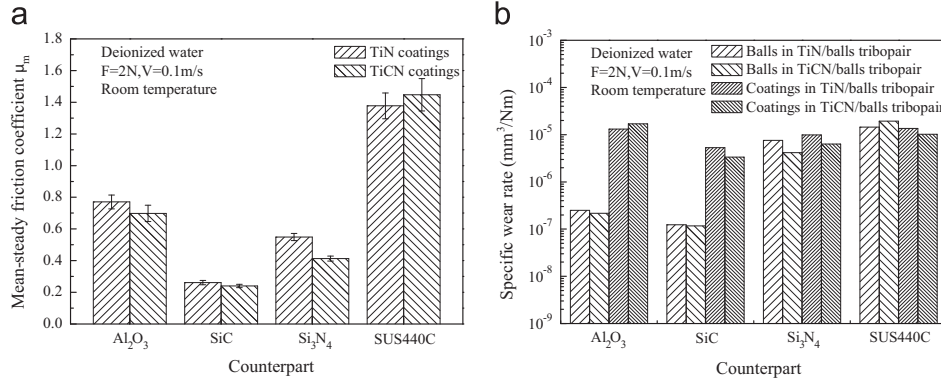 a
Mean-steady friction coefficient μm
1.8
1.6
1.4
1.2
1.0
0.8
0.6
0.4
0.2
0.0
Deionized water
F=2N,V=0.1m/s
Room temperature
TiN coatings
TiCN coatings
Al2O3
SiC
Si3N4
SUS440C
Counterpart
b
Specific wear rate (mm³/Nm)
10⁻³
10⁻⁴
10⁻⁵
10⁻⁶
10⁻⁷
10⁻⁸
10⁻⁹
Deionized water
F=2N,V=0.1m/s
Room temperature
Balls in TiN/balls tribopair
Balls in TiCN/balls tribopair
Coatings in TiN/balls tribopair
Coatings in TiCN/balls tribopair
Al2O3
SiC
Si3N4
SUS440C
Counterpart